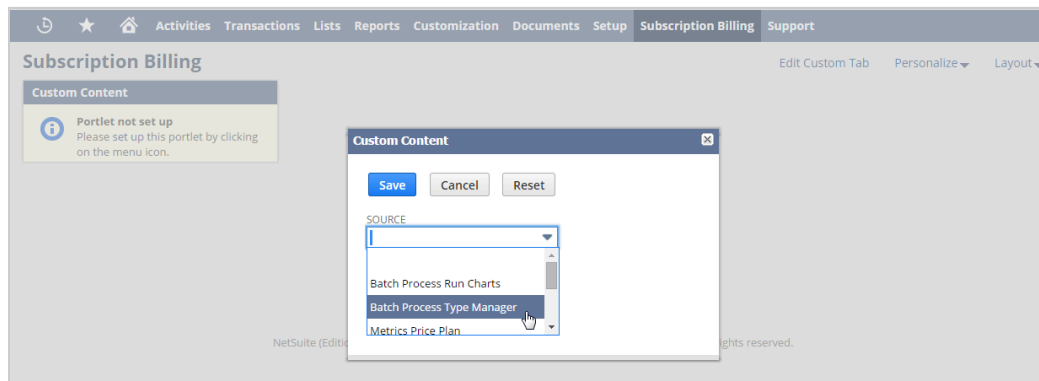 Activities Transactions Lists Reports Customization Documents Setup Subscription Billing Support
Subscription Billing
Edit Custom Tab Personalize Layout
Custom Content
Portlet not set up
Please set up this portlet by clicking
on the menu icon.
Custom Content
Save Cancel Reset
SOURCE
Batch Process Run Charts
Batch Process Type Manager
Metrics Price Plan
NetSuite (Editio
ghts reserved.